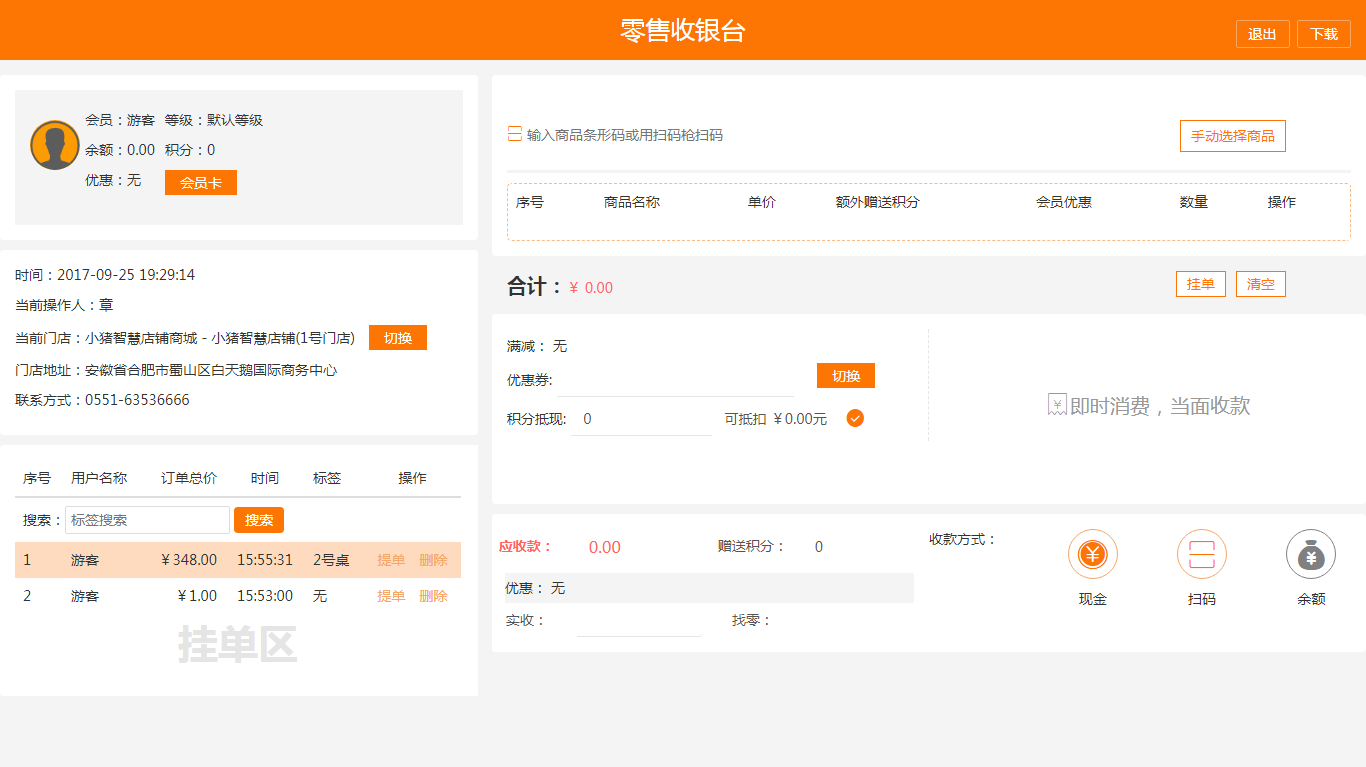 零售收银台
退出 下载
会员：游客 等级：默认等级
余额：0.00 积分：0
优惠：无 会员卡
时间：2017-09-25 19:29:14
当前操作人：章
当前门店：小猪智慧店铺商城 - 小猪智慧店铺(1号门店) 切换
门店地址：安徽省合肥市蜀山区白天鹅国际商务中心
联系方式：0551-63536666
序号 用户名称 订单总价 时间 标签 操作
搜索： 标签搜索 搜索
1 游客 ￥348.00 15:55:31 2号桌 提单 删除
2 游客 ￥1.00 15:53:00 无 提单 删除
挂单区
输入商品条形码或用扫码枪扫码 手动选择商品
序号 商品名称 单价 额外赠送积分 会员优惠 数量 操作
合计：￥ 0.00 挂单 清空
满减： 无
优惠券: 切换
积分抵现: 0 可抵扣 ￥0.00元
即时消费，当面收款
应收款： 0.00 赠送积分： 0
优惠： 无
实收： 找零：
收款方式：
现金 扫码 余额